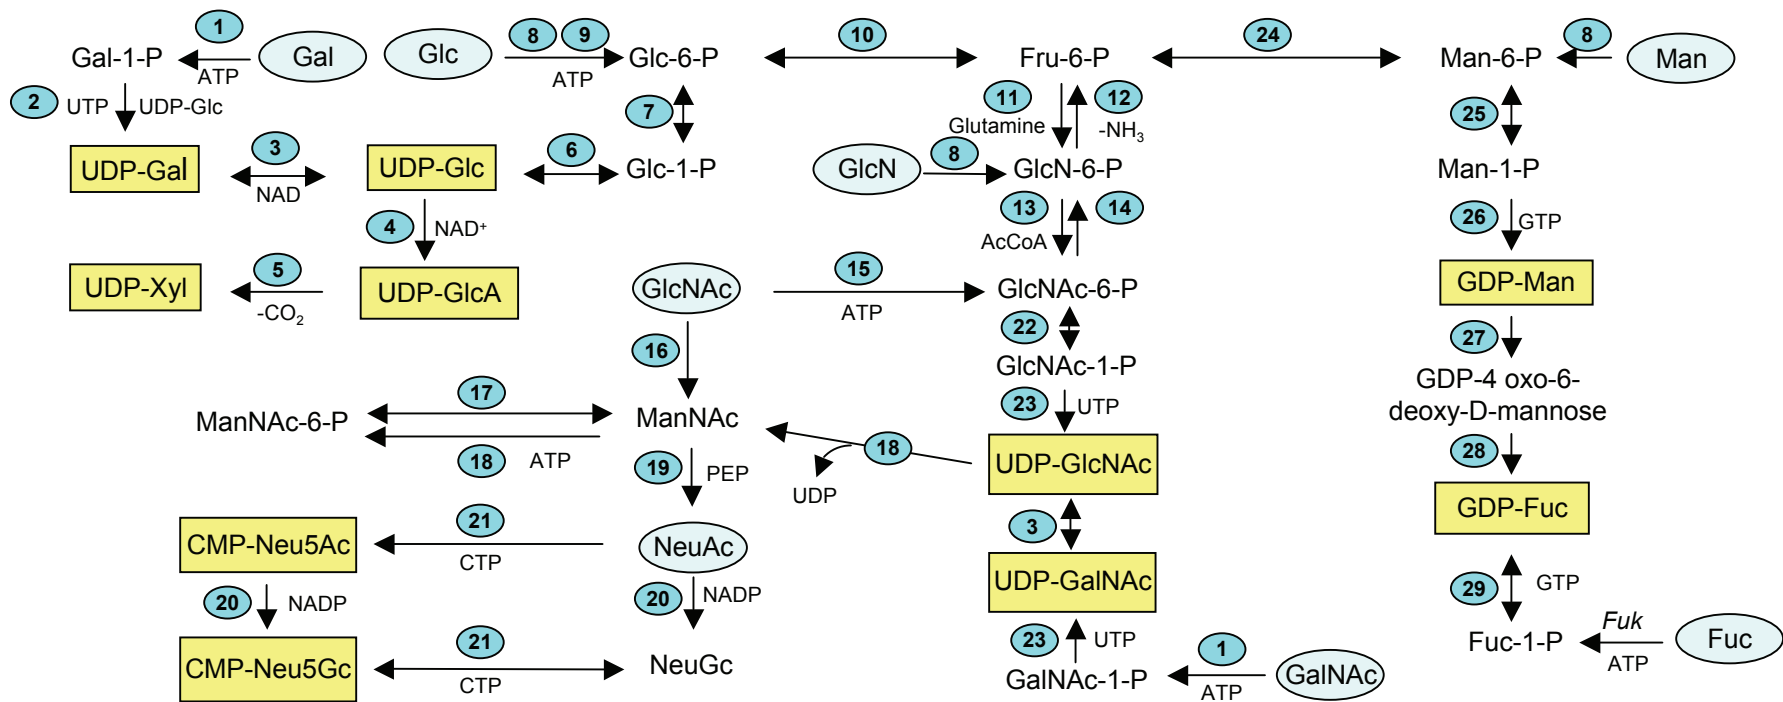 1
8
9
10
24
8
Gal-1-P
ATP
Gal
Glc
ATP
Glc-6-P
Fru-6-P
Man-6-P
Man
2
UTP
UDP-Glc
7
11
Glutamine
12
-NH₃
25
UDP-Gal
3
NAD
UDP-Glc
6
Glc-1-P
GlcN
8
GlcN-6-P
Man-1-P
4
NAD⁺
13
AcCoA
14
26
GTP
UDP-Xyl
5
-CO₂
UDP-GlcA
GlcNAc
15
ATP
GlcNAc-6-P
GDP-Man
16
22
27
GlcNAc-1-P
GDP-4 oxo-6-
deoxy-D-mannose
ManNAc-6-P
17
18
ATP
ManNAc
23
UTP
28
19
PEP
UDP
18
UDP-GlcNAc
GDP-Fuc
CMP-Neu5Ac
21
CTP
NeuAc
3
UDP-GalNAc
20
NADP
20
NADP
29
GTP
CMP-Neu5Gc
21
CTP
NeuGc
23
UTP
GalNAc-1-P
1
ATP
GalNAc
Fuc-1-P
Fuk
ATP
Fuc